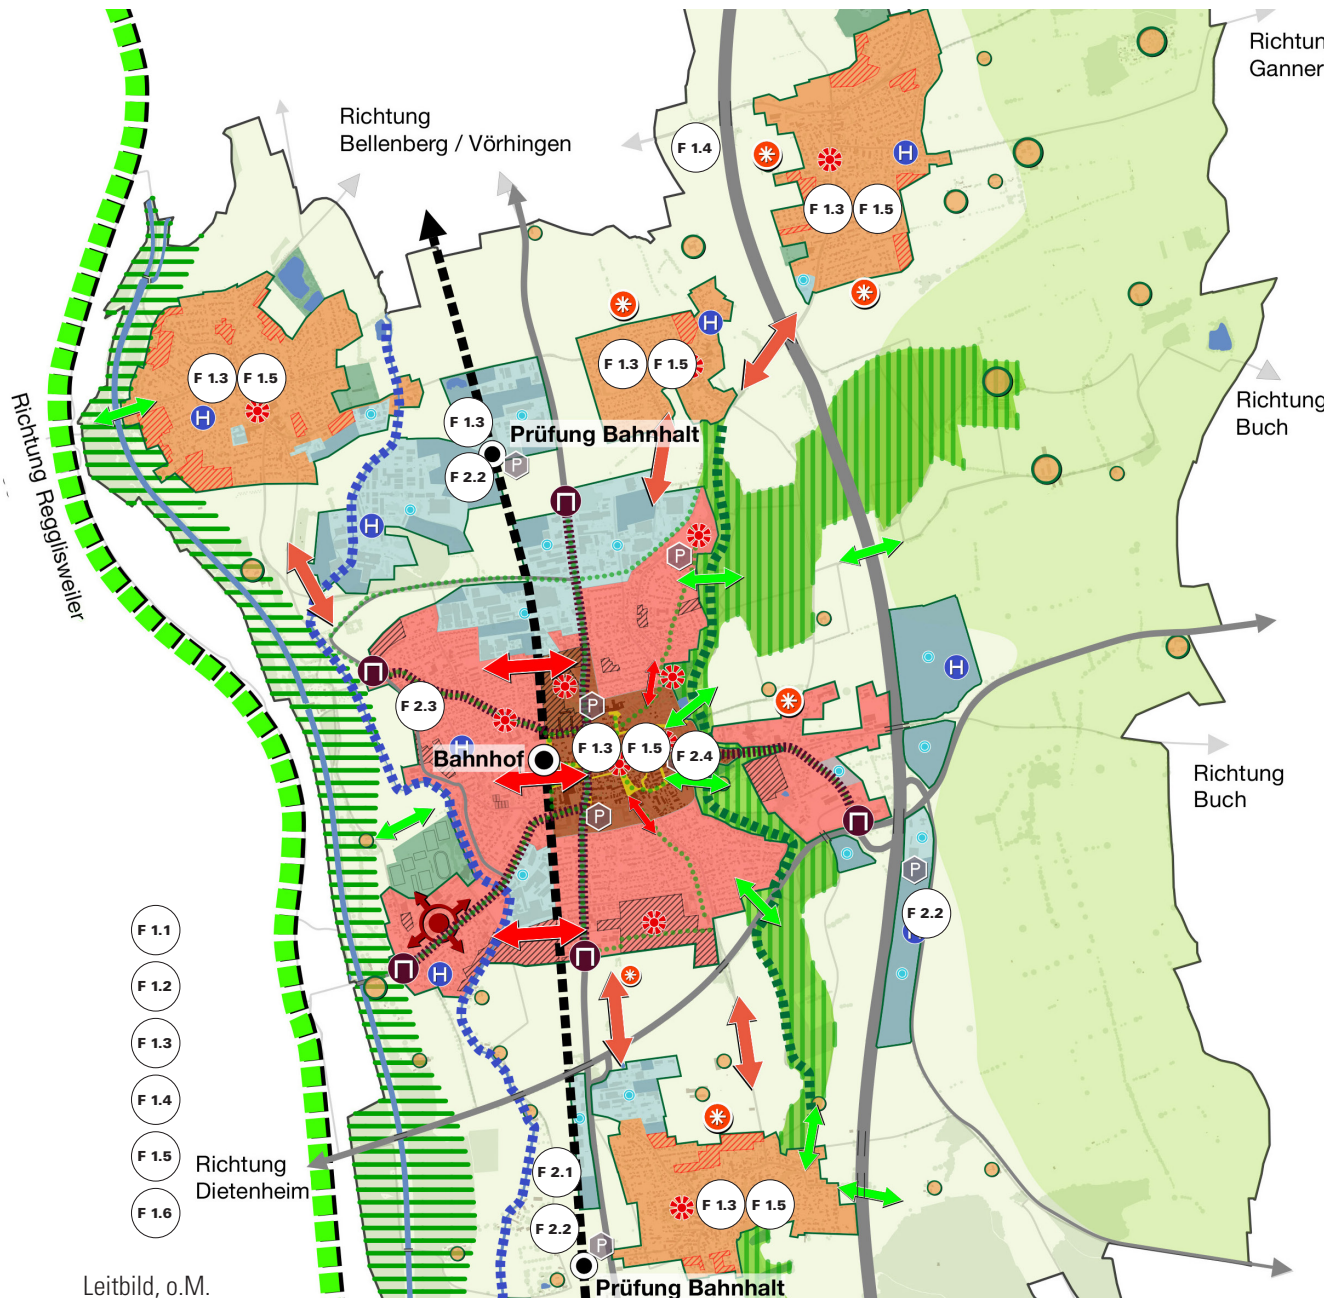 Richtun
Ganner
Richtung
Bellenberg / Vörhingen
F 1.4
H
F 1.3
F 1.5
H
F 1.3
F 1.5
F 1.3
F 1.5
H
Richtung
Buch
Richtung Regglisweiler
F 1.3
Prüfung Bahnhalt
P
F 2.2
H
P
H
F 2.3
P
H
Bahnhof
F 1.3
F 1.5
F 2.4
Richtung
Buch
P
P
F 2.2
H
F 1.1
H
F 1.2
F 1.3
F 1.4
F 1.5
F 1.6
Richtung
Dietenheim
F 2.1
F 2.2
F 1.3
F 1.5
P
Prüfung Bahnhalt
Leitbild, o.M.